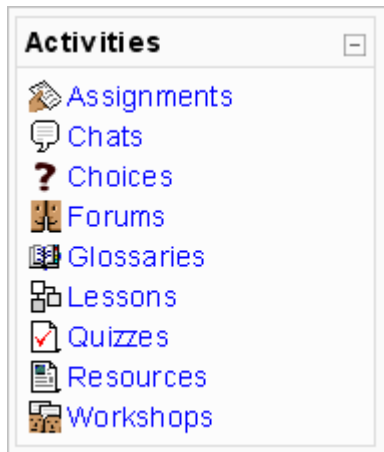 Activities
Assignments
Chats
Choices
Forums
Glossaries
Lessons
Quizzes
Resources
Workshops